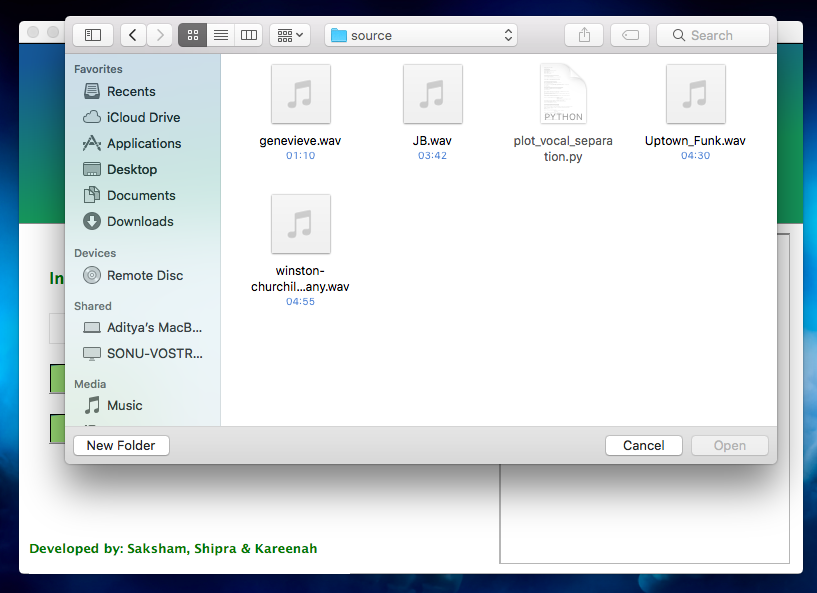 source
Search
Favorites
Recents
iCloud Drive
Applications
Desktop
Documents
Downloads
Devices
Remote Disc
Shared
Aditya's MacB...
SONU-VOSTR...
Media
Music
genevieve.wav
01:10
JB.wav
03:42
PYTHON
plot_vocal_separa
tion.py
Uptown_Funk.wav
04:30
winston-
churchil...any.wav
04:55
In
New Folder
Cancel
Open
Developed by: Saksham, Shipra & Kareenah